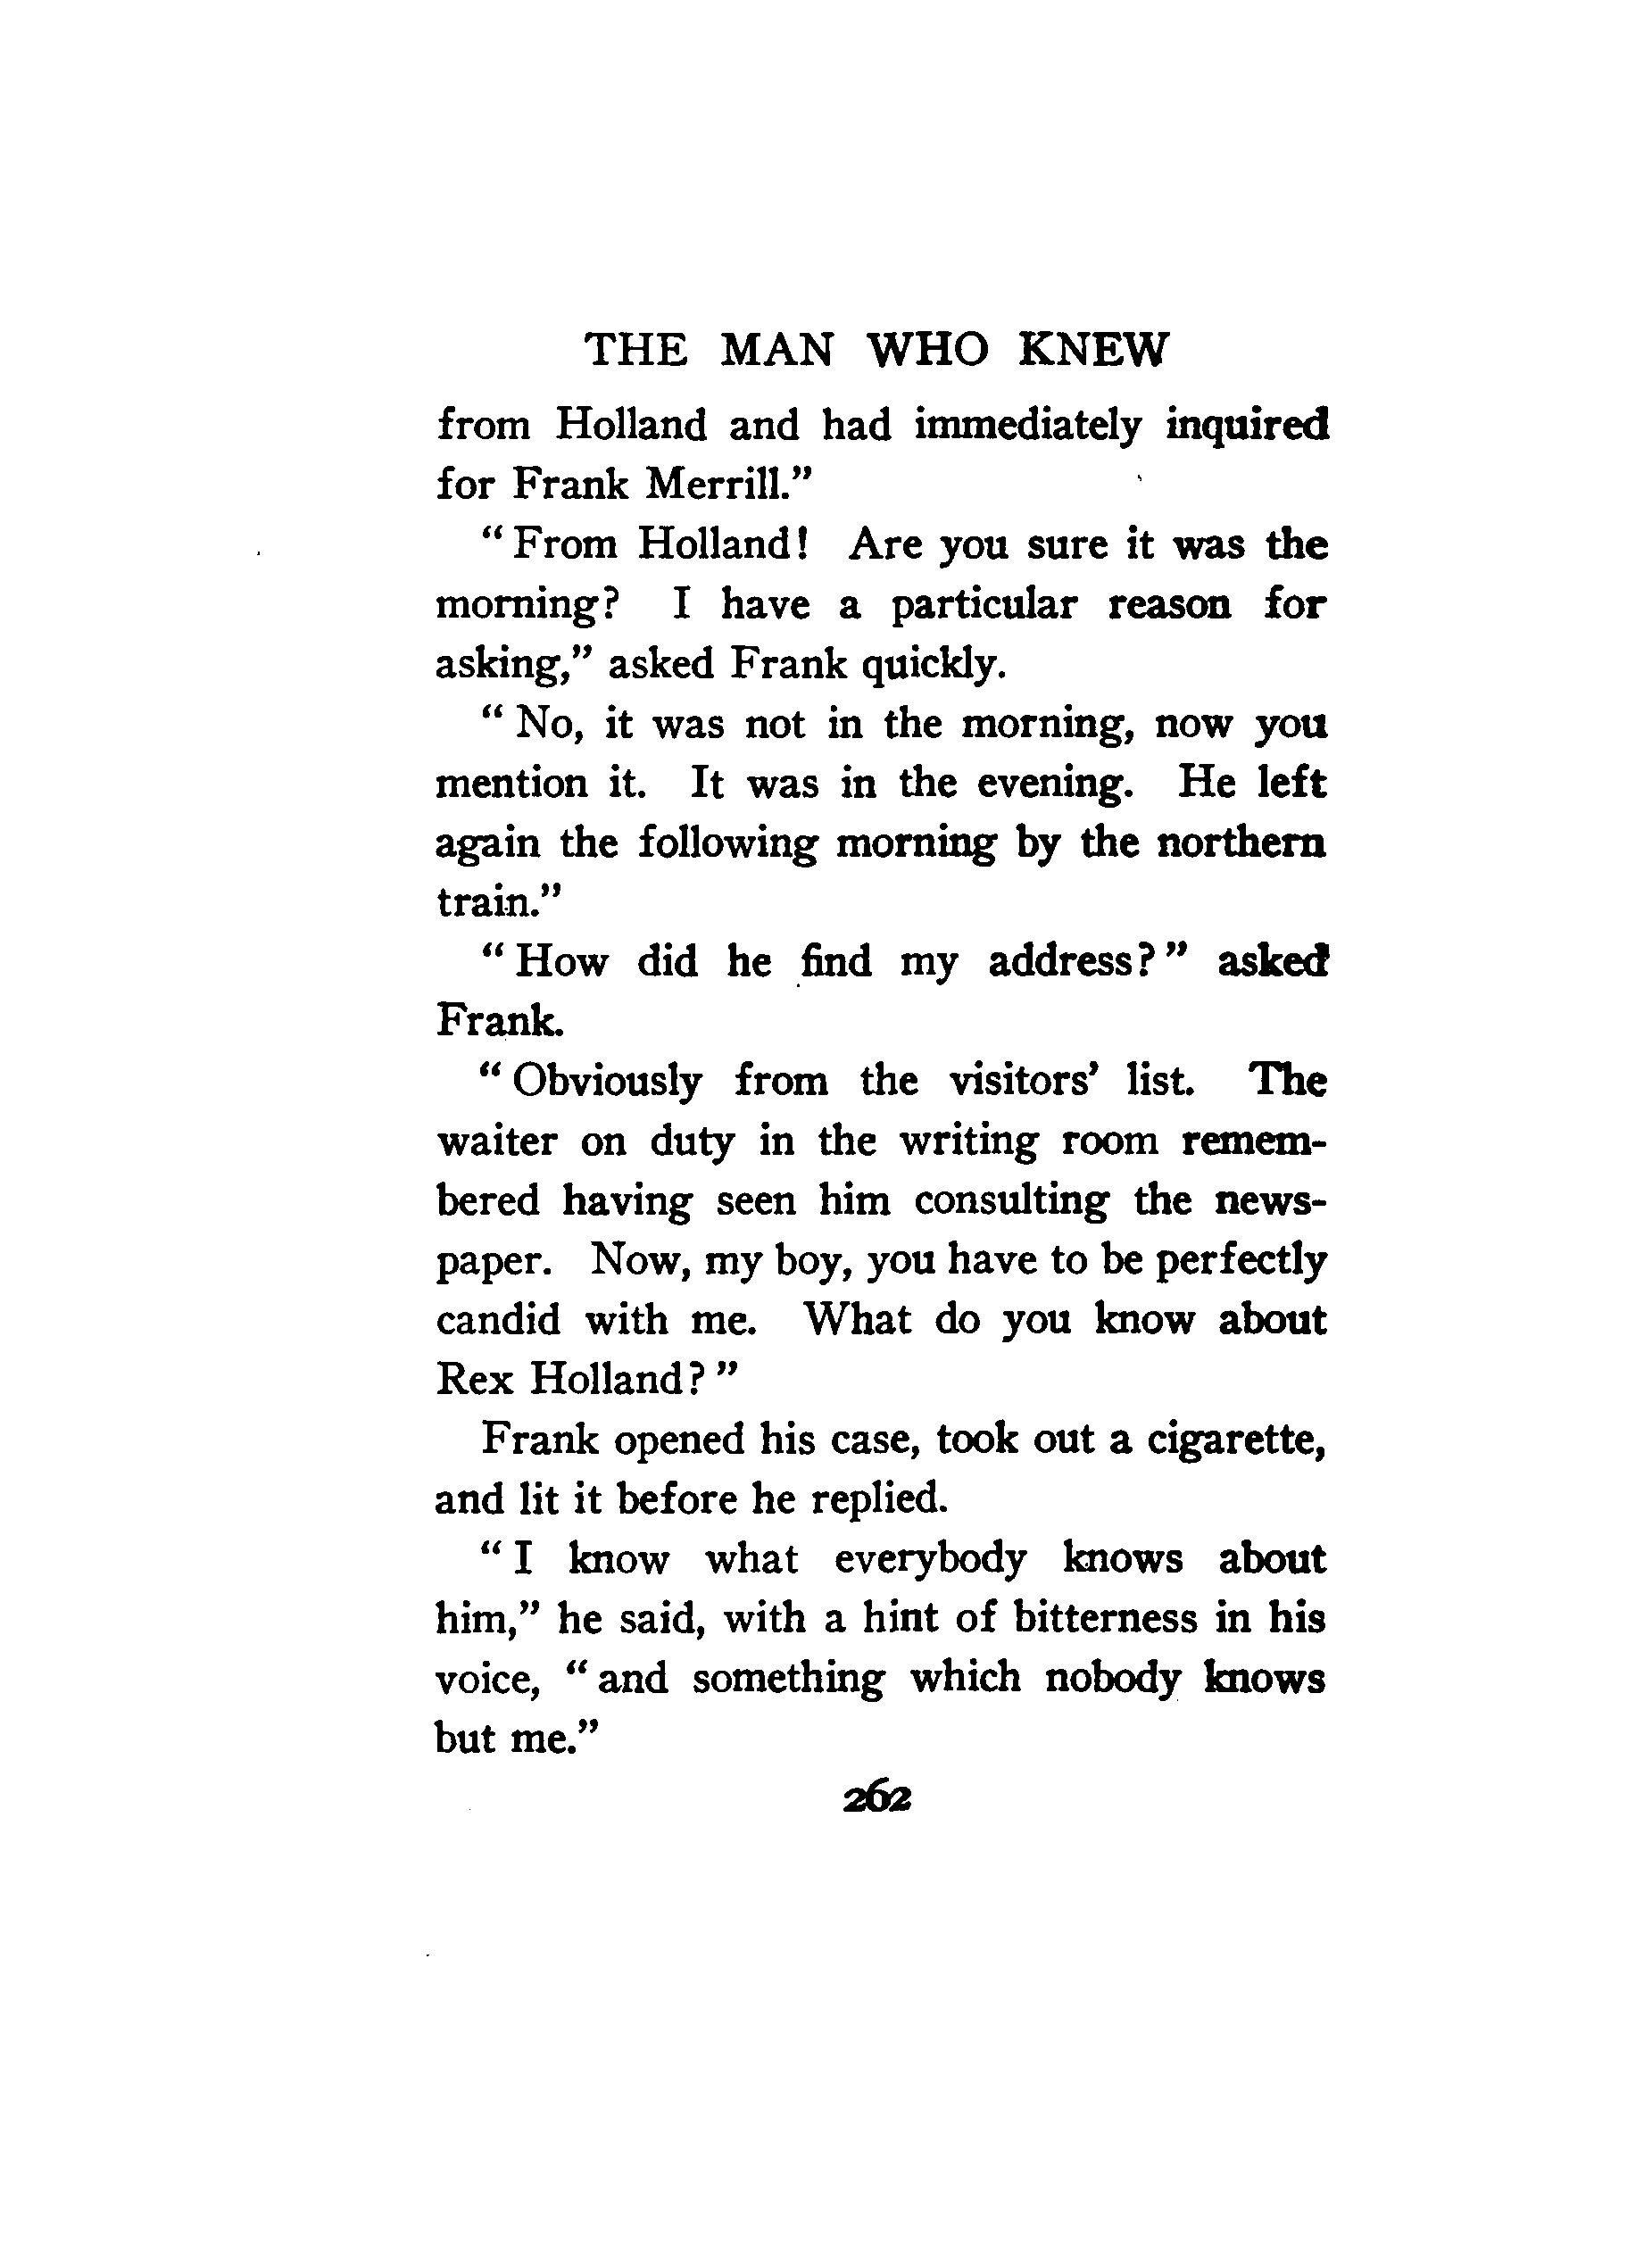 THE MAN WHO KNEW
from Holland and had immediately inquired
for Frank Merrill."
"From Holland! Are you sure it was the
morning? I have a particular reason for
asking," asked Frank quickly.
"No, it was not in the morning, now you
mention it. It was in the evening. He left
again the following morning by the northern
train."
"How did he find my address?" asked
Frank.
"Obviously from the visitors' list. The
waiter on duty in the writing room remem-
bered having seen him consulting the news-
paper. Now, my boy, you have to be perfectly
candid with me. What do you know about
Rex Holland?"
Frank opened his case, took out a cigarette,
and lit it before he replied.
"I know what everybody knows about
him," he said, with a hint of bitterness in his
voice, "and something which nobody knows
but me."
262